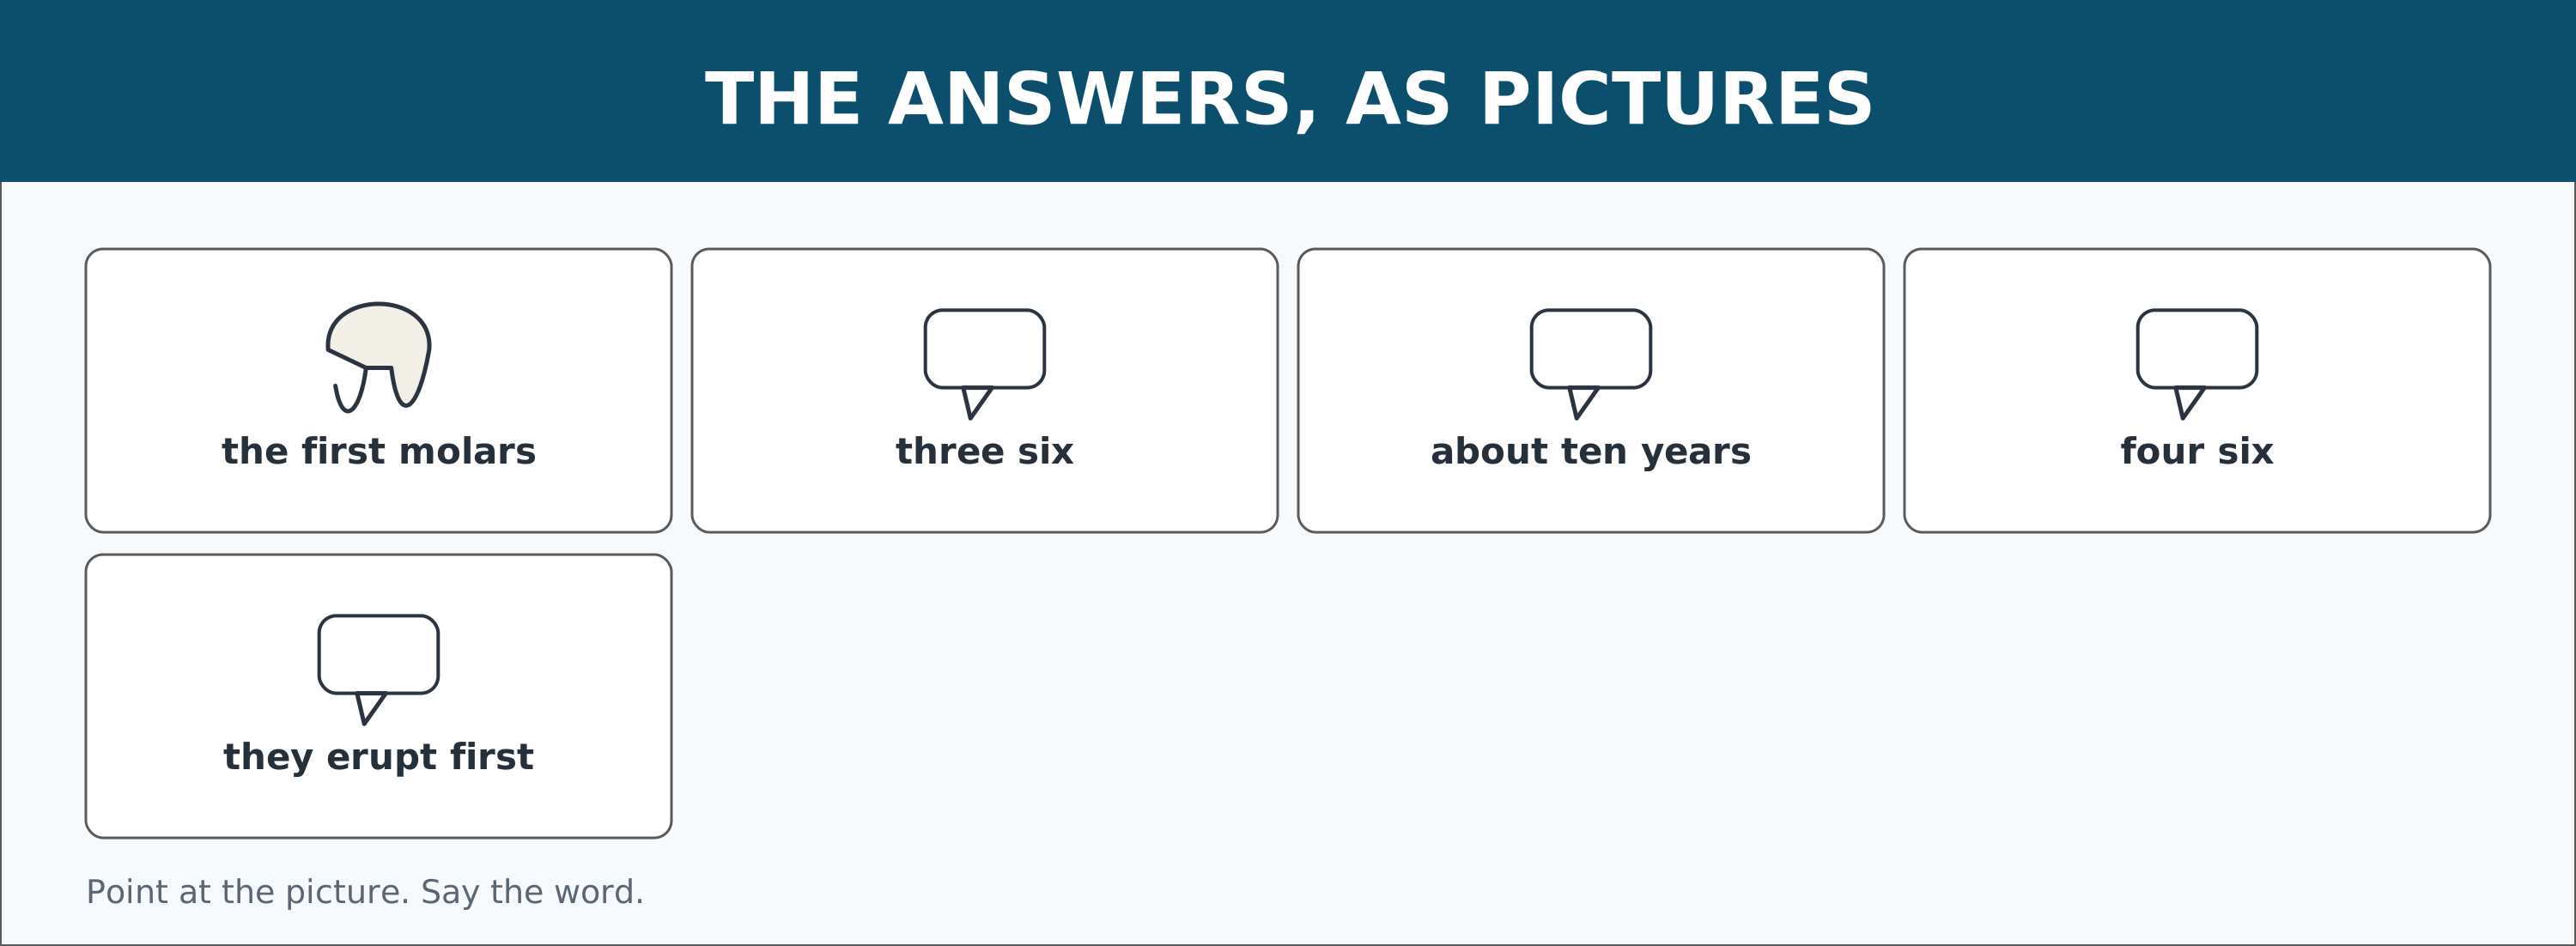 THE ANSWERS, AS PICTURES
the first molars
three six
about ten years
four six
they erupt first
Point at the picture. Say the word.